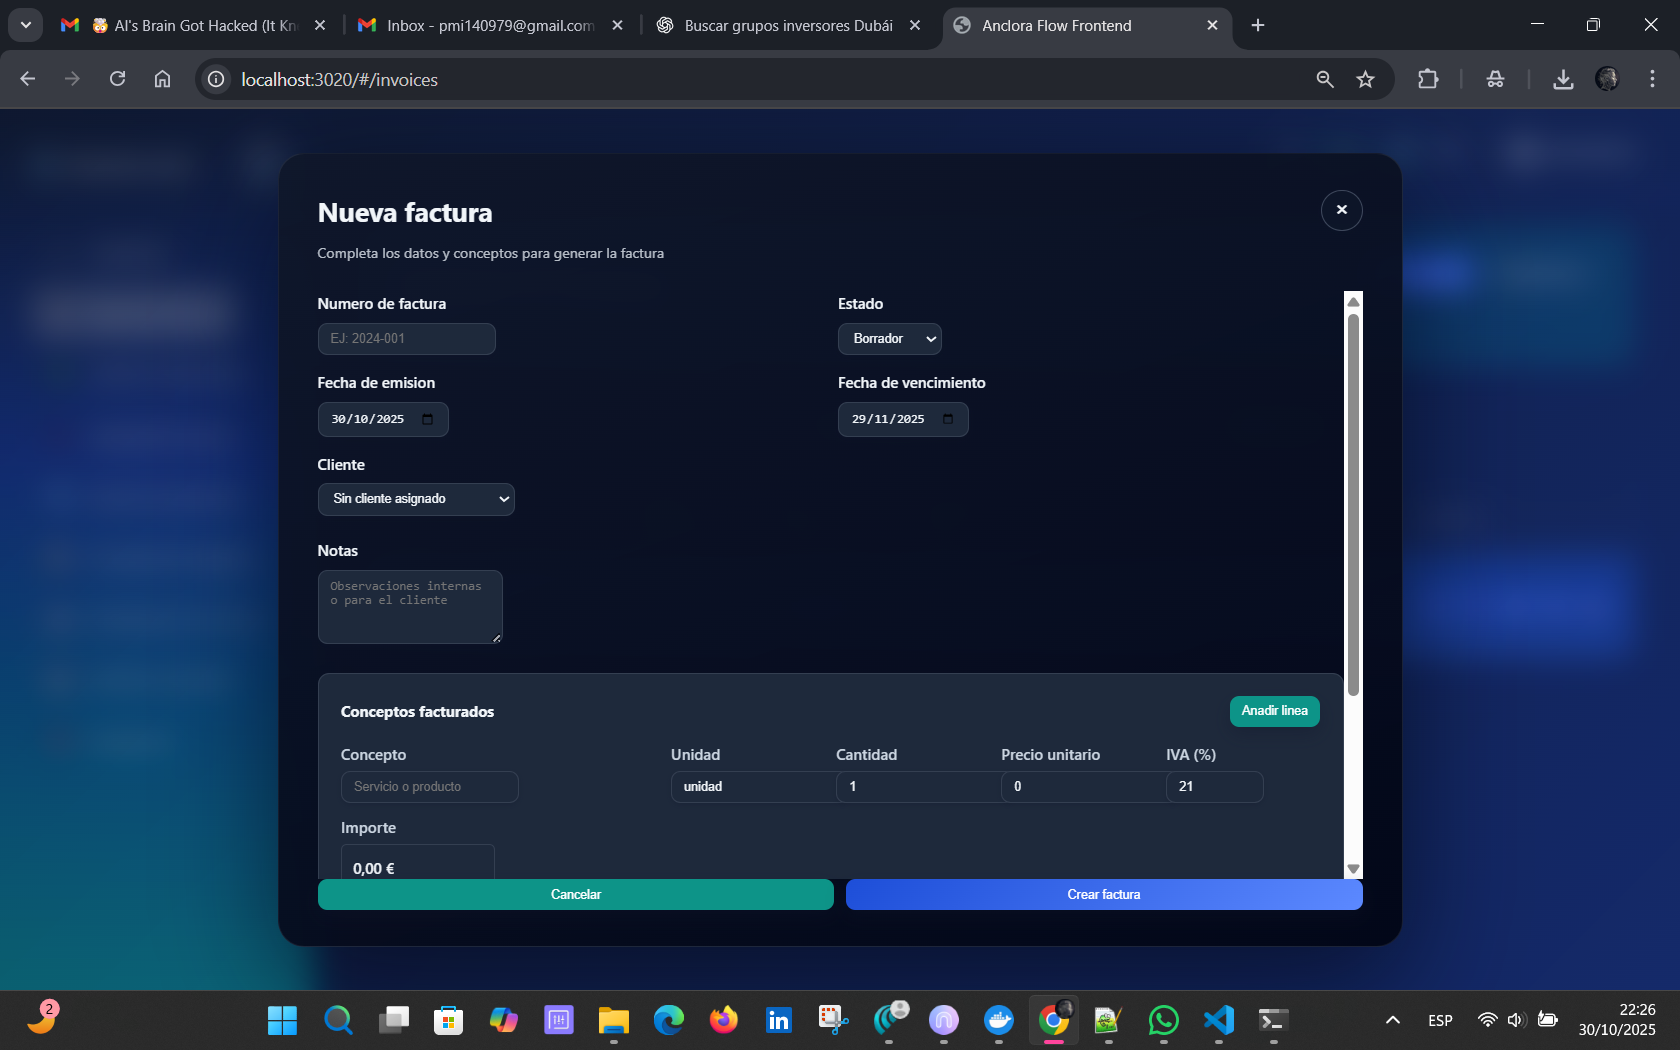 AI's Brain Got Hacked (It Kn
Inbox - pmi140979@gmail.com
Buscar grupos inversores Dubái
Anclora Flow Frontend
localhost:3020/#/invoices
Nueva factura
Completa los datos y conceptos para generar la factura
Numero de factura
Estado
EJ: 2024-001
Borrador
Fecha de emision
Fecha de vencimiento
30/10/2025
29/11/2025
Cliente
Sin cliente asignado
Notas
Observaciones internas
o para el cliente
Conceptos facturados
Anadir linea
Concepto
Unidad
Cantidad
Precio unitario
IVA (%)
Servicio o producto
unidad
1
0
21
Importe
0,00 €
Cancelar
Crear factura
2
in
ESP
22:26
30/10/2025